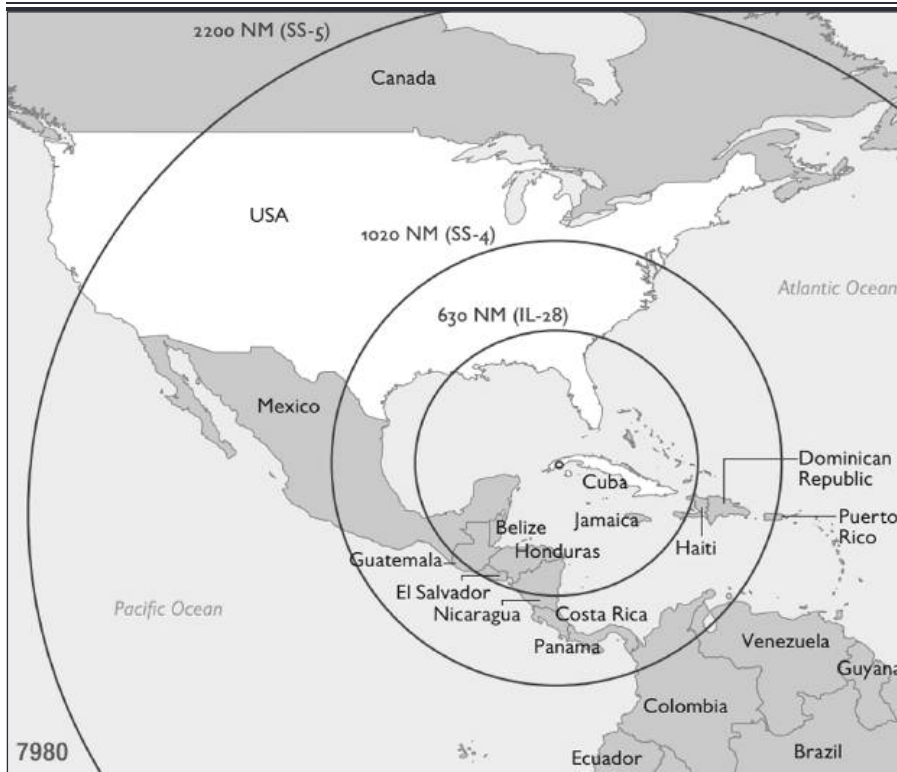 2200 NM (SS-5)
Canada
USA
1020 NM (SS-4)
Atlantic Ocean
630 NM (IL-28)
Mexico
Dominican
Republic
Cuba
Puerto
Rico
Jamaica
Belize
Haiti
Honduras
Guatemala
El Salvador
Nicaragua
Costa Rica
Pacific Ocean
Panama
Venezuela
Guyana
Colombia
Ecuador
Brazil
7980